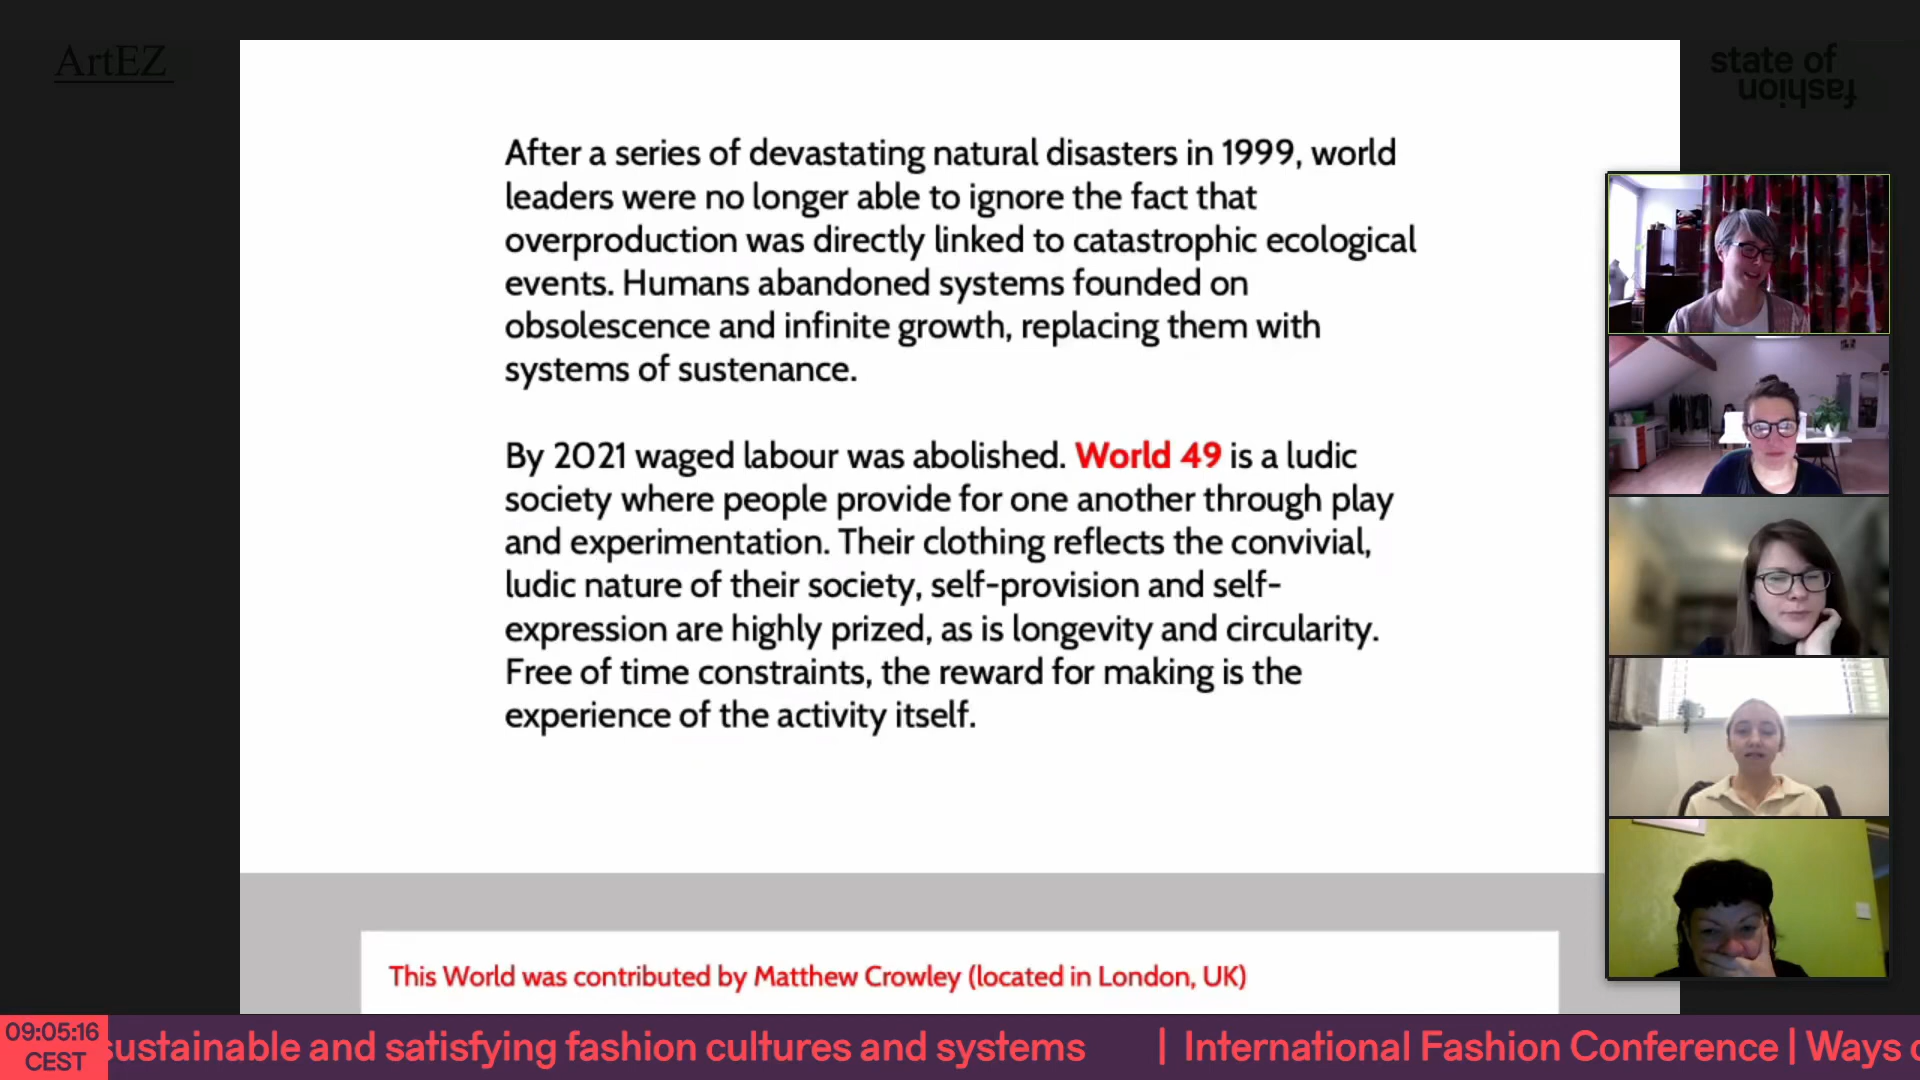 ArtEZ
state of
fashion
After a series of devastating natural disasters in 1999, world
leaders were no longer able to ignore the fact that
overproduction was directly linked to catastrophic ecological
events. Humans abandoned systems founded on
obsolescence and infinite growth, replacing them with
systems of sustenance.
By 2021 waged labour was abolished. World 49 is a ludic
society where people provide for one another through play
and experimentation. Their clothing reflects the convivial,
ludic nature of their society, self-provision and self-
expression are highly prized, as is longevity and circularity.
Free of time constraints, the reward for making is the
experience of the activity itself.
This World was contributed by Matthew Crowley (located in London, UK)
09:05:16
CEST
sustainable and satisfying fashion cultures and systems | International Fashion Conference | Ways